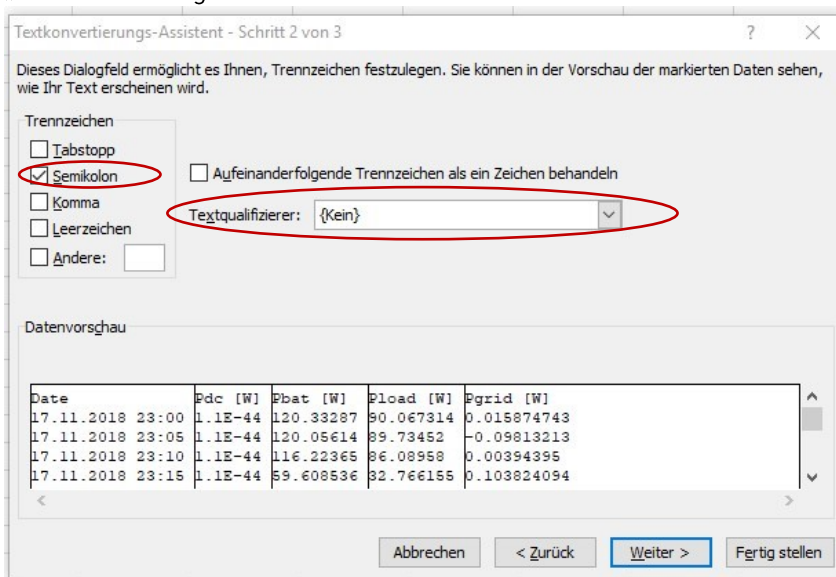 Textkonvertierungs-Assistent - Schritt 2 von 3 ?
Dieses Dialogfeld ermöglicht es Ihnen, Trennzeichen festzulegen. Sie können in der Vorschau der markierten Daten sehen,
wie Ihr Text erscheinen wird.
Trennzeichen
Tabstopp
Semikolon
Aufeinanderfolgende Trennzeichen als ein Zeichen behandeln
Komma
Textqualifizierer: {Kein}
Leerzeichen
Andere:
Datenvorschau
Date Pdc [W] Pbat [W] Pload [W] Pgrid [W]
17.11.2018 23:00 1.1E-44 120.33287 90.067314 0.015874743
17.11.2018 23:05 1.1E-44 120.05614 89.73452 -0.09813213
17.11.2018 23:10 1.1E-44 116.22365 86.08958 0.00394395
17.11.2018 23:15 1.1E-44 59.608536 32.766155 0.103824094
Abbrechen < Zurück Weiter > Fertig stellen